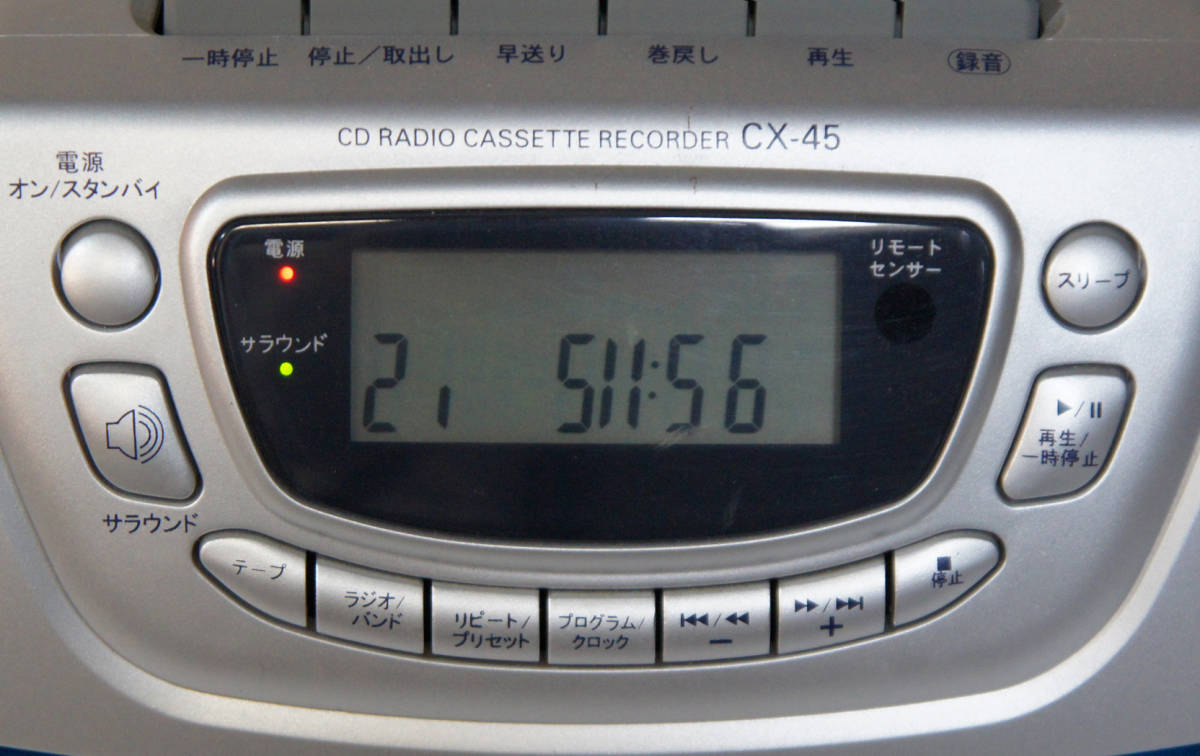 一時停止 停止／取出し 早送り 巻戻し 再生 録音
CD RADIO CASSETTE RECORDER CX-45
電源
オン/スタンバイ
電源
サラウンド
リモート
センサー
スリープ
▶/II
再生/
一時停止
サラウンド
テープ
ラジオ/
バンド
リピート/
プリセット
プログラム/
クロック
I◀◀/◀◀
−
▶▶/▶▶I
+
■
停止